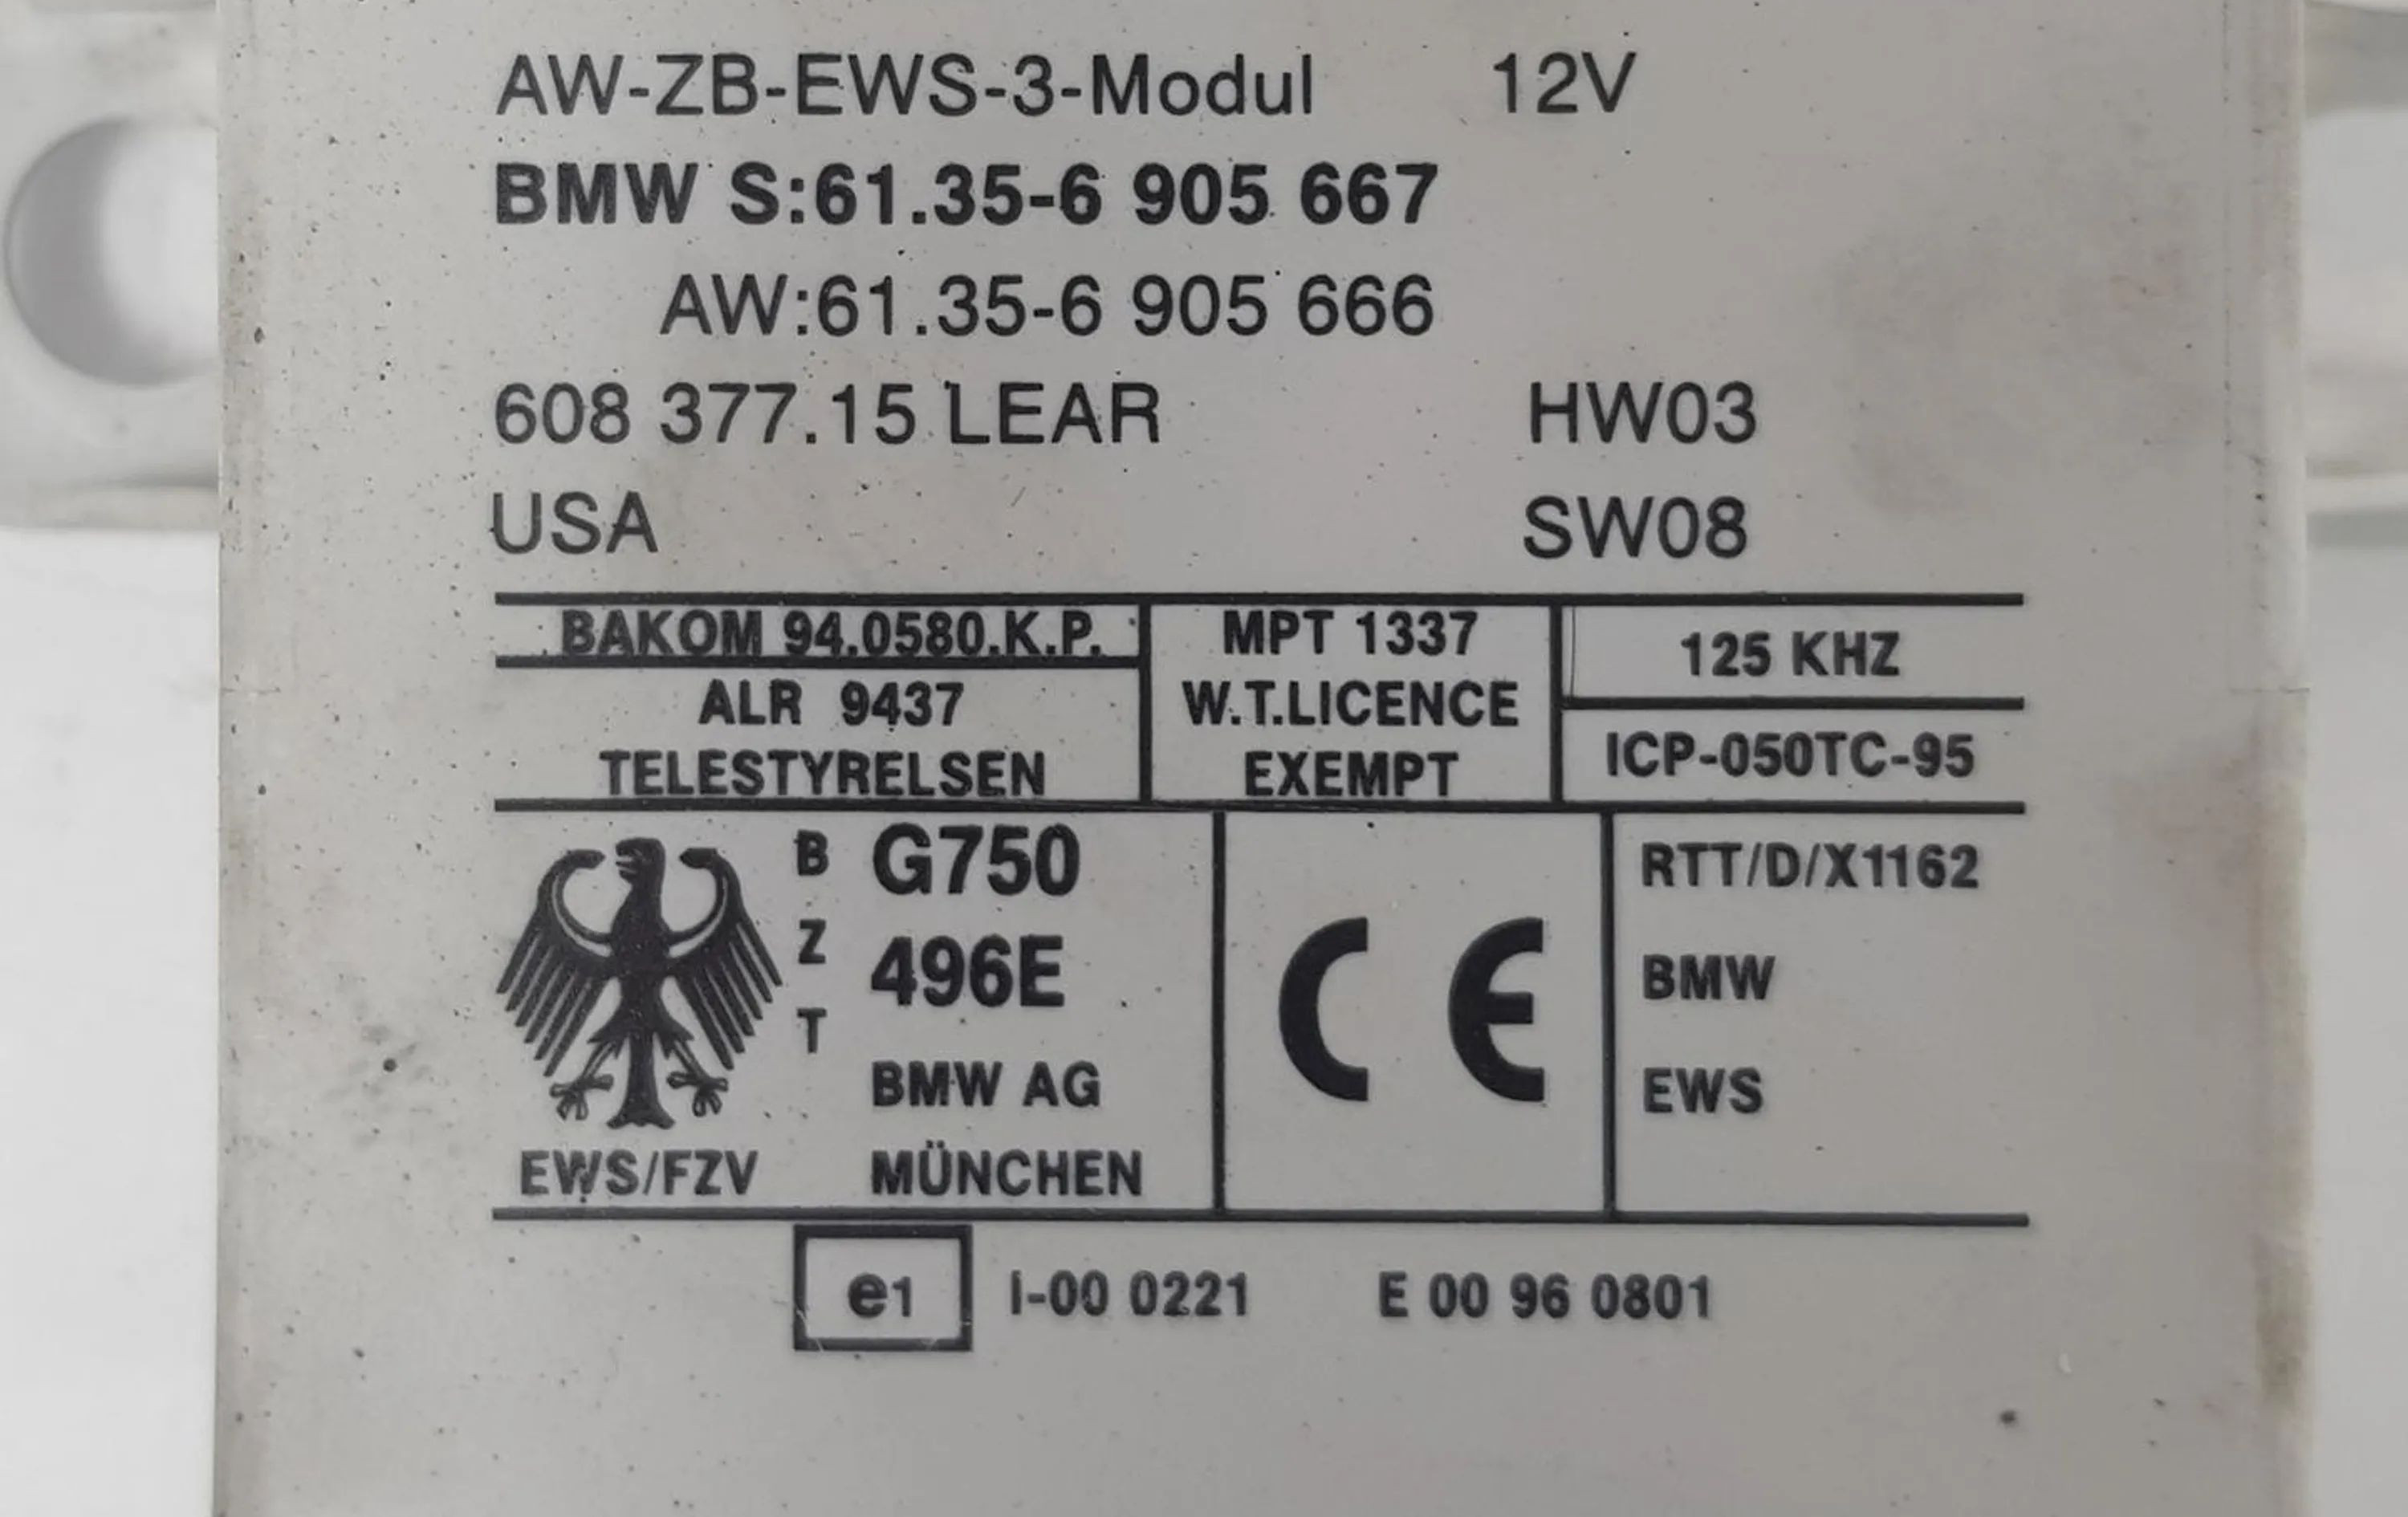 AW-ZB-EWS-3-Modul 12V
BMW S:61.35-6 905 667
AW:61.35-6 905 666
608 377.15 LEAR HW03
USA SW08
BAKOM 94.0580.K.P.
ALR 9437
TELESTYRELSEN
MPT 1337
W.T.LICENCE
EXEMPT
125 KHZ
ICP-050TC-95
B
Z
T
G750
496E
BMW AG
MÜNCHEN
EWS/FZV
CE
RTT/D/X1162
BMW
EWS
e1 I-00 0221 E 00 96 0801